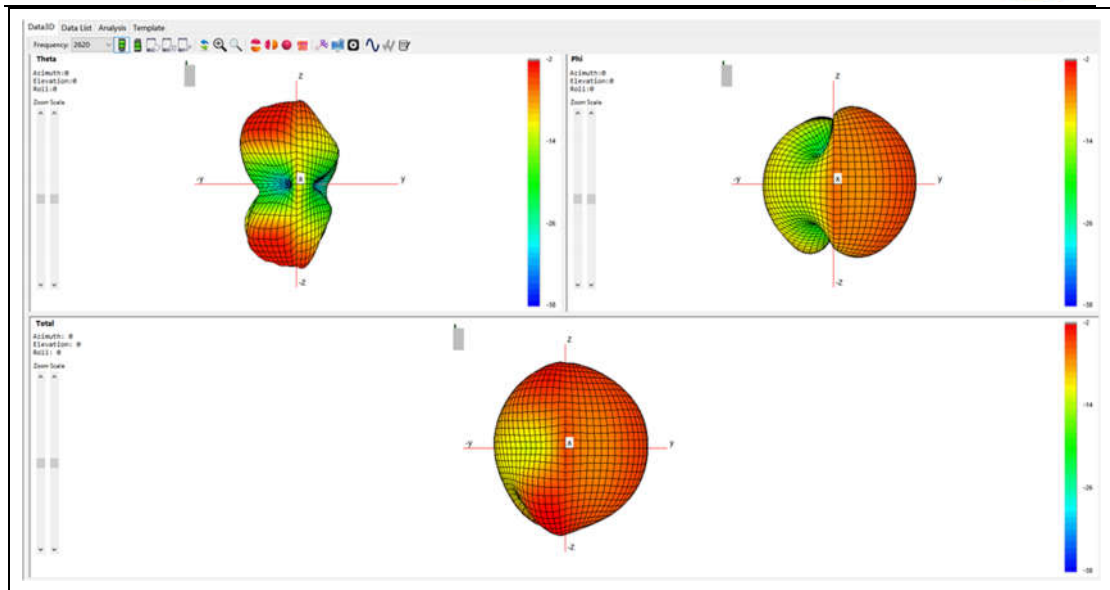 Data3D Data List Analysis Template
Frequency: 2620
Theta
Azimuth:0
Elevation:0
Roll:0
Zoom Scale
z
-y
x
y
-z
-2
-14
-26
-38
Phi
Azimuth:0
Elevation:0
Roll:0
Zoom Scale
z
-y
x
y
-z
-2
-14
-26
-38
Total
Azimuth: 0
Elevation: 0
Roll: 0
Zoom Scale
z
-y
x
y
-z
-2
-14
-26
-38